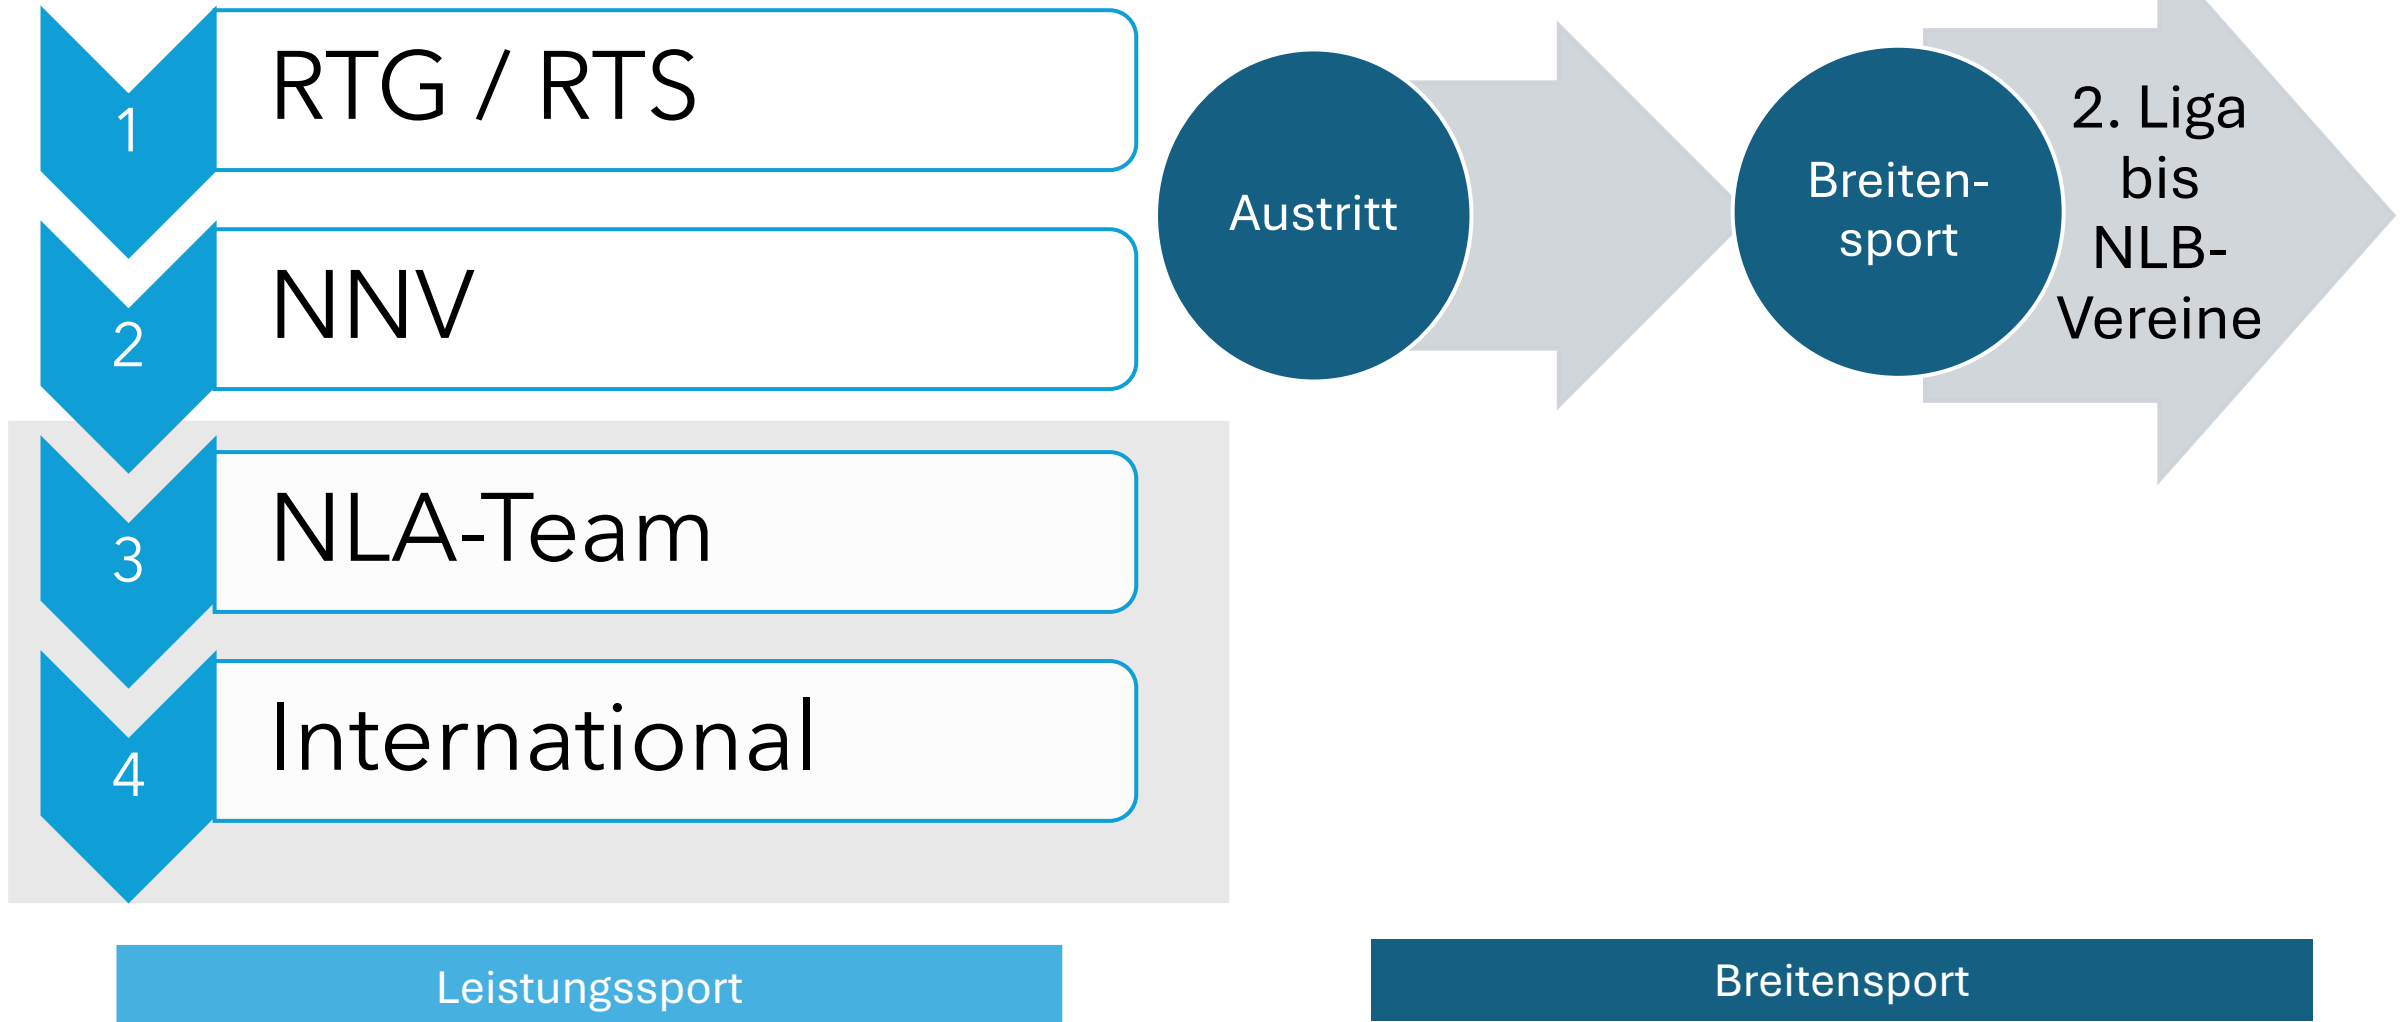 1
RTG / RTS
2
NNV
3
NLA-Team
4
International
Austritt
Breiten-
sport
2. Liga
bis
NLB-
Vereine
Leistungssport
Breitensport